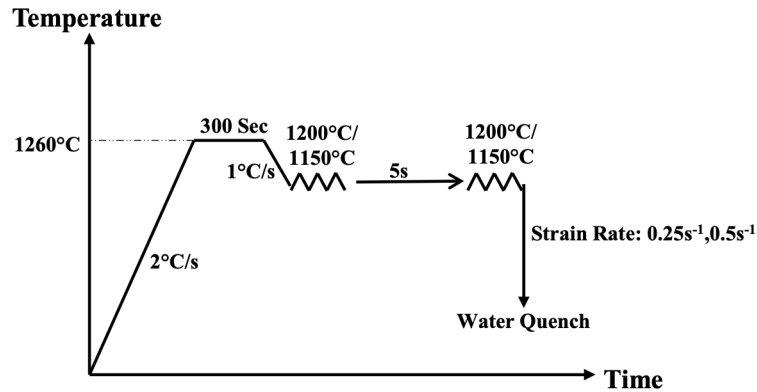 Temperature
300 Sec
1260°C
1200°C/
1150°C
1200°C/
1150°C
1°C/s
5s
2°C/s
Strain Rate: 0.25s⁻¹,0.5s⁻¹
Water Quench
Time